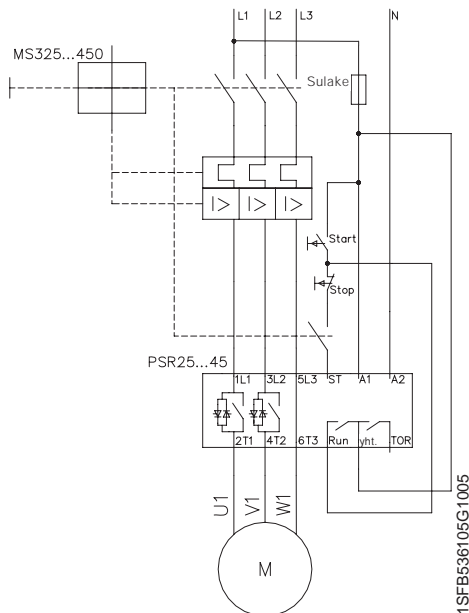 L1 L2 L3 N
MS325...450
Sulake
I> I> I>
Start
Stop
PSR25...45
1L1 3L2 5L3 ST A1 A2
2T1 4T2 6T3 Run yht. TOR
U1 V1 W1
M
1SFB536105G1005